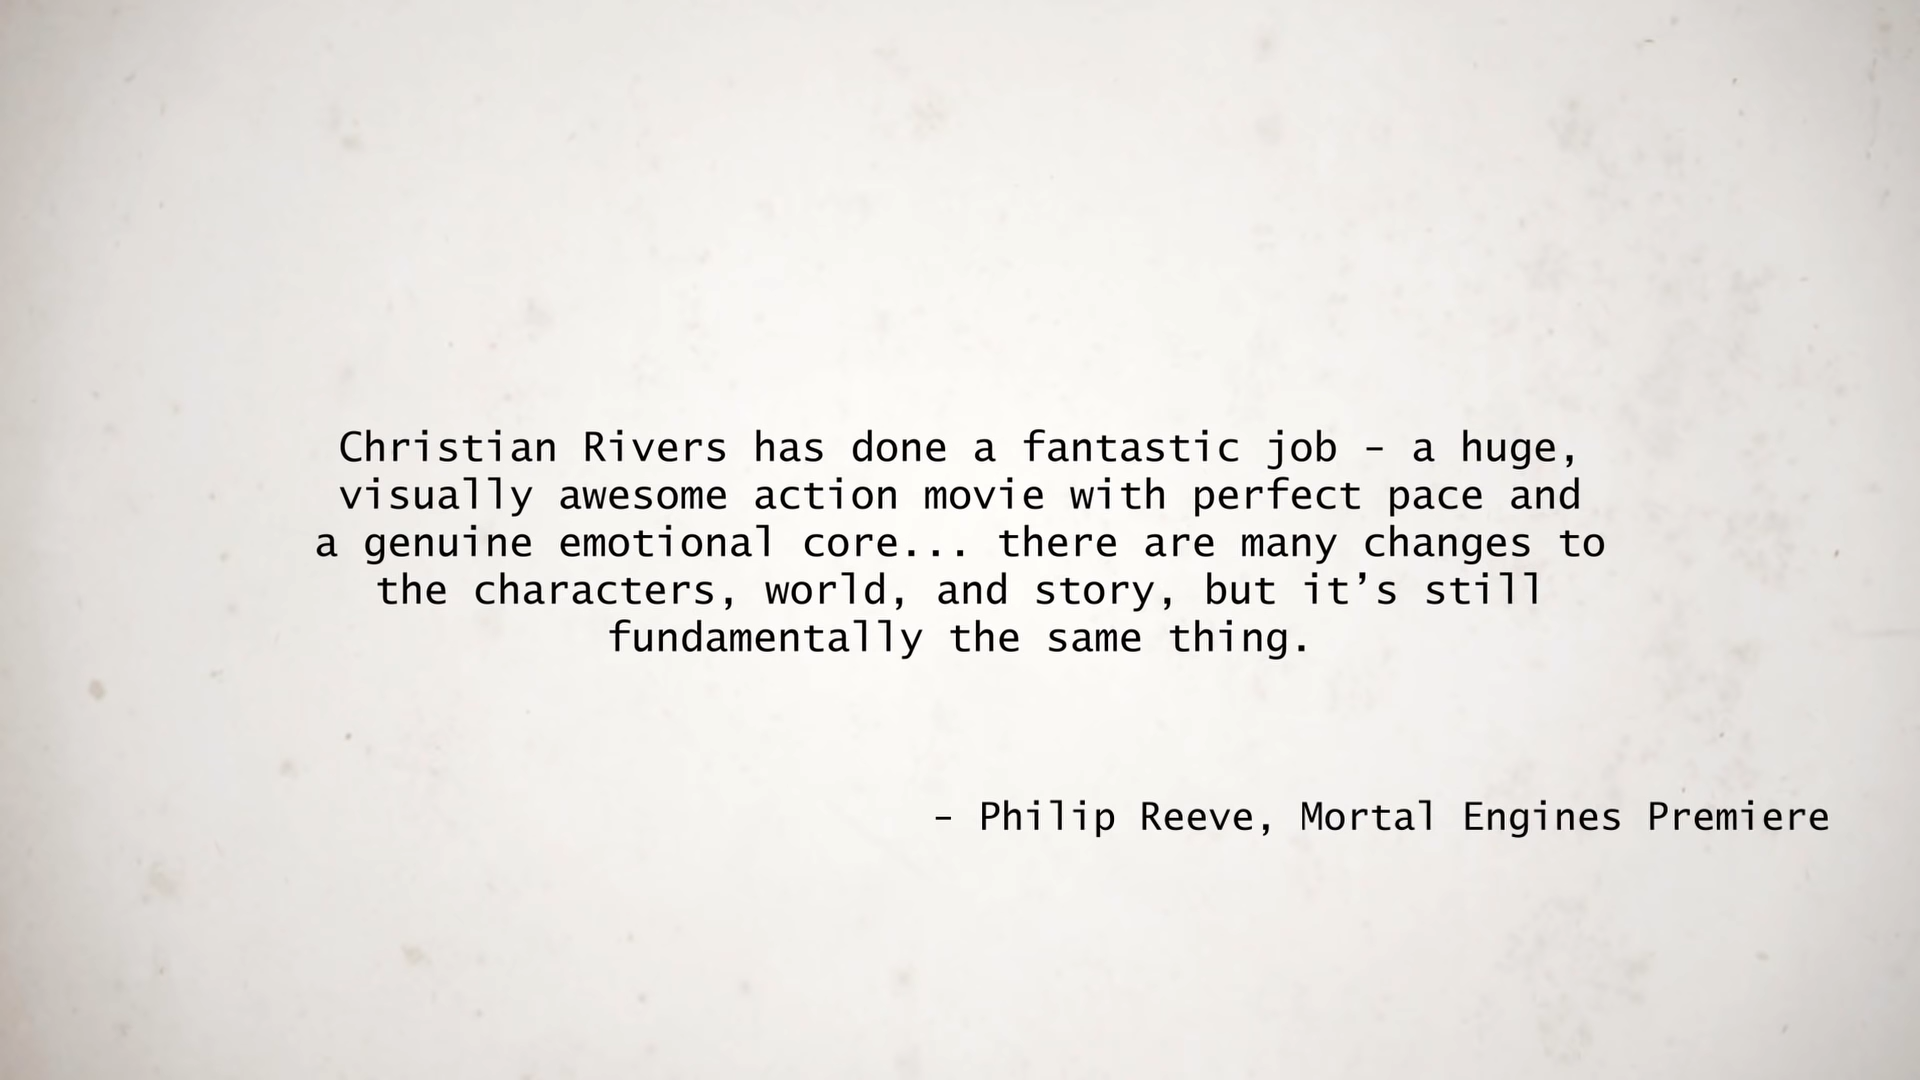 Christian Rivers has done a fantastic job – a huge,
visually awesome action movie with perfect pace and
a genuine emotional core... there are many changes to
the characters, world, and story, but it’s still
fundamentally the same thing.
– Philip Reeve, Mortal Engines Premiere